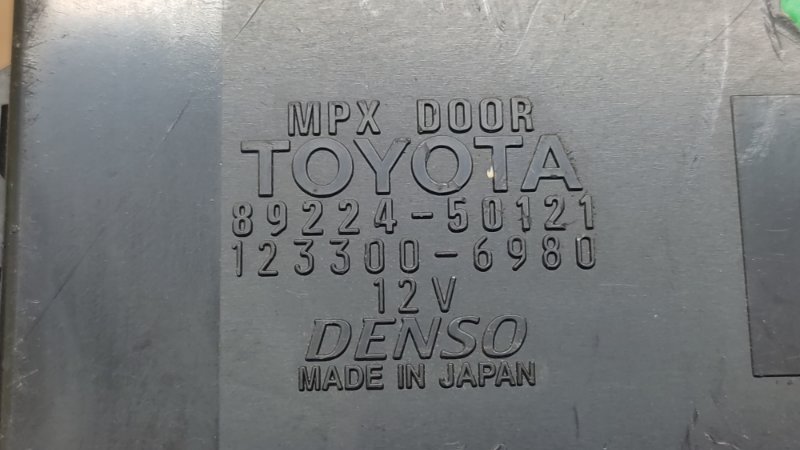 MPX DOOR
TOYOTA
89224-50121
123300-6980
12V
DENSO
MADE IN JAPAN